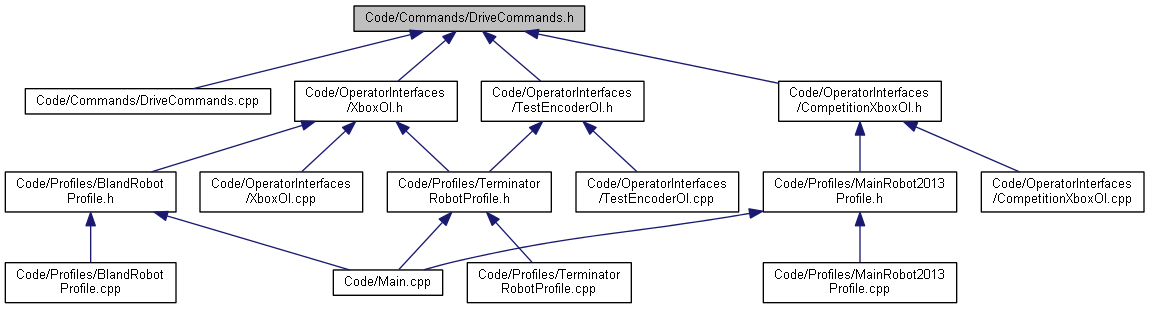 Code/Commands/DriveCommands.h
Code/Commands/DriveCommands.cpp
Code/OperatorInterfaces
/XboxOI.h
Code/OperatorInterfaces
/TestEncoderOI.h
Code/OperatorInterfaces
/CompetitionXboxOI.h
Code/Profiles/BlandRobot
Profile.h
Code/OperatorInterfaces
/XboxOI.cpp
Code/Profiles/Terminator
RobotProfile.h
Code/OperatorInterfaces
/TestEncoderOI.cpp
Code/Profiles/MainRobot2013
Profile.h
Code/OperatorInterfaces
/CompetitionXboxOI.cpp
Code/Profiles/BlandRobot
Profile.cpp
Code/Main.cpp
Code/Profiles/Terminator
RobotProfile.cpp
Code/Profiles/MainRobot2013
Profile.cpp